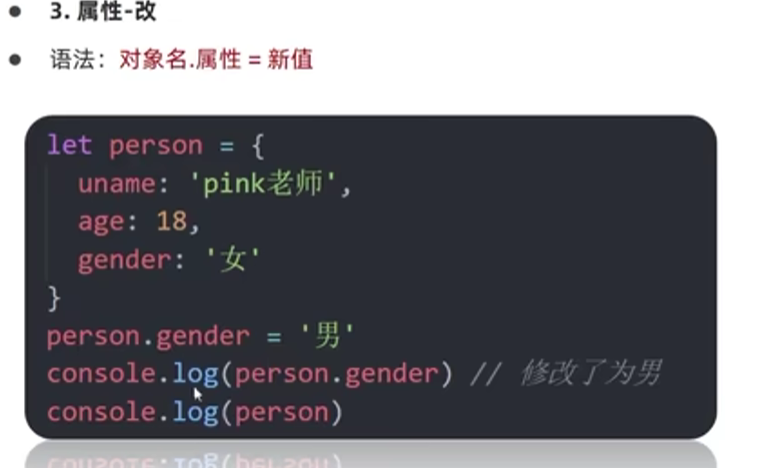 3. 属性-改
语法：对象名.属性 = 新值
let person = {
  uname: 'pink老师',
  age: 18,
  gender: '女'
}
person.gender = '男'
console.log(person.gender) // 修改了为男
console.log(person)